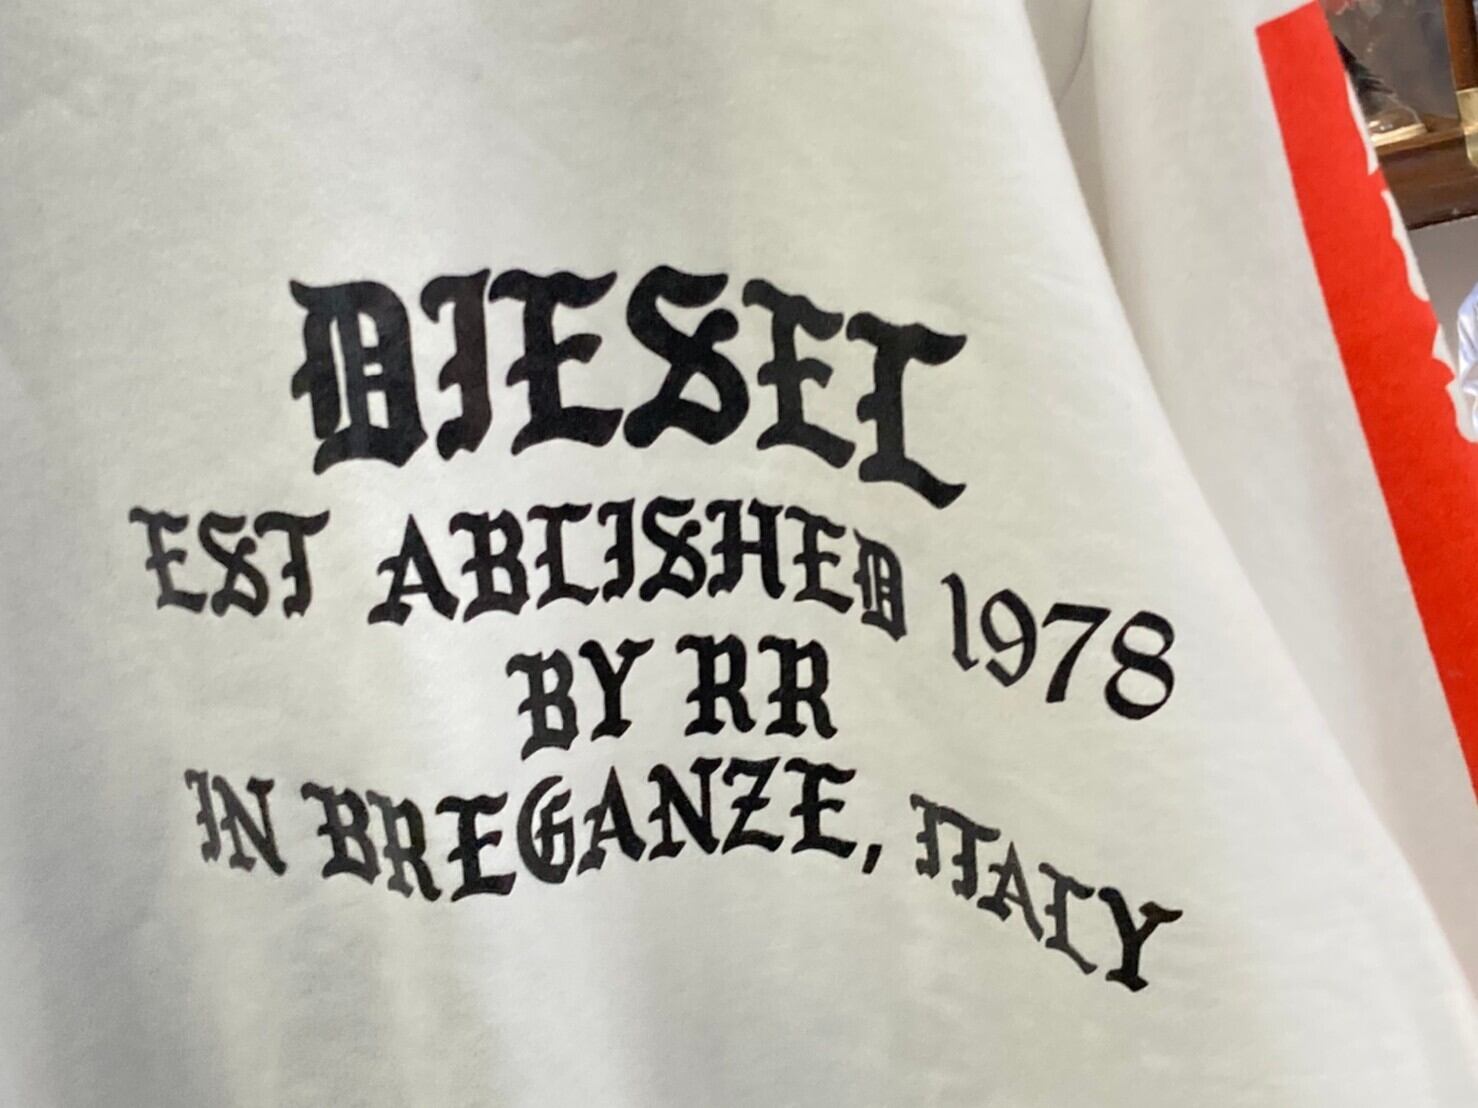 DIESEL
EST ABLISHED 1978
BY RR
IN BREGANZE, ITALY